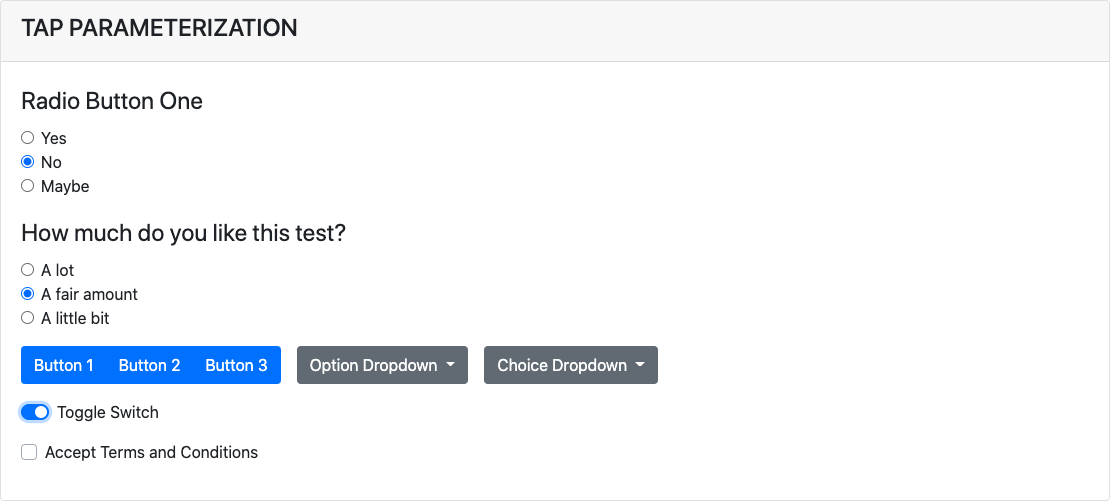 TAP PARAMETERIZATION
Radio Button One
Yes
No
Maybe
How much do you like this test?
A lot
A fair amount
A little bit
Button 1 Button 2 Button 3 Option Dropdown Choice Dropdown
Toggle Switch
Accept Terms and Conditions